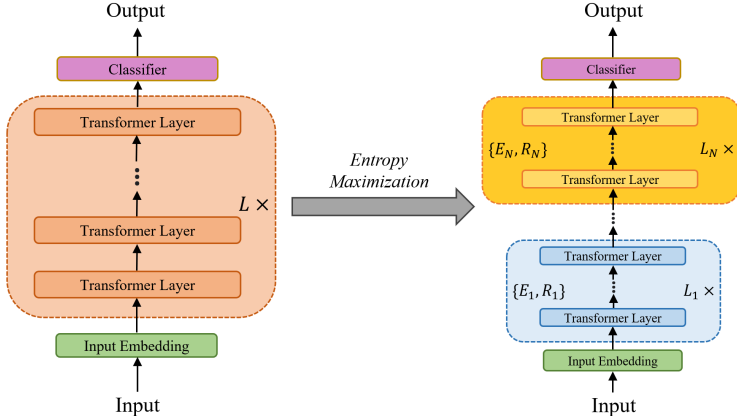 Output
Classifier
Transformer Layer
L ×
Transformer Layer
Transformer Layer
Input Embedding
Input
Entropy
Maximization
Output
Classifier
Transformer Layer
{E_N, R_N}
L_N ×
Transformer Layer
Transformer Layer
{E_1, R_1}
L_1 ×
Transformer Layer
Input Embedding
Input